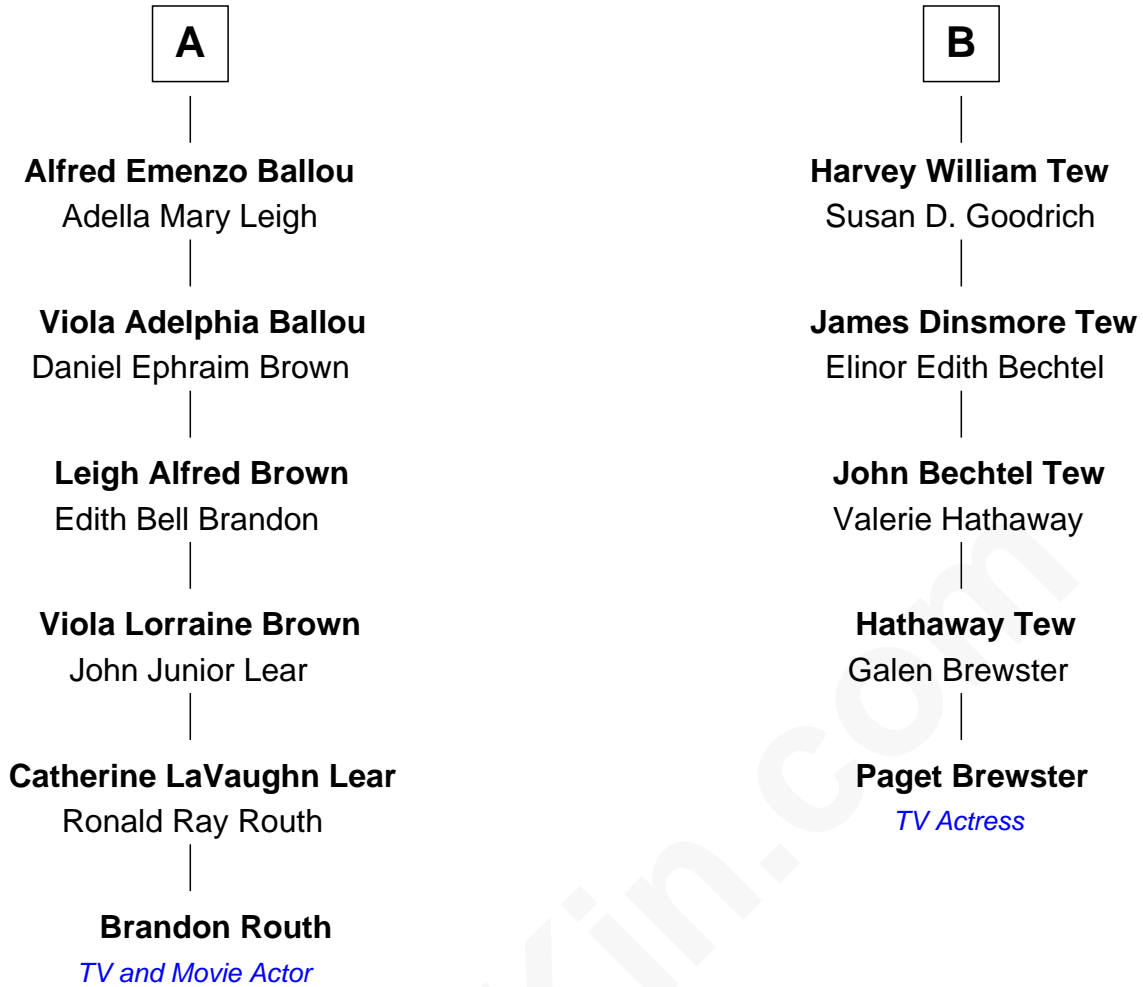 A
Alfred Emenzo Ballou
Adella Mary Leigh
Viola Adelphia Ballou
Daniel Ephraim Brown
Leigh Alfred Brown
Edith Bell Brandon
Viola Lorraine Brown
John Junior Lear
Catherine LaVaughn Lear
Ronald Ray Routh
Brandon Routh
TV and Movie Actor
B
Harvey William Tew
Susan D. Goodrich
James Dinsmore Tew
Elinor Edith Bechtel
John Bechtel Tew
Valerie Hathaway
Hathaway Tew
Galen Brewster
Paget Brewster
TV Actress
Kin.com